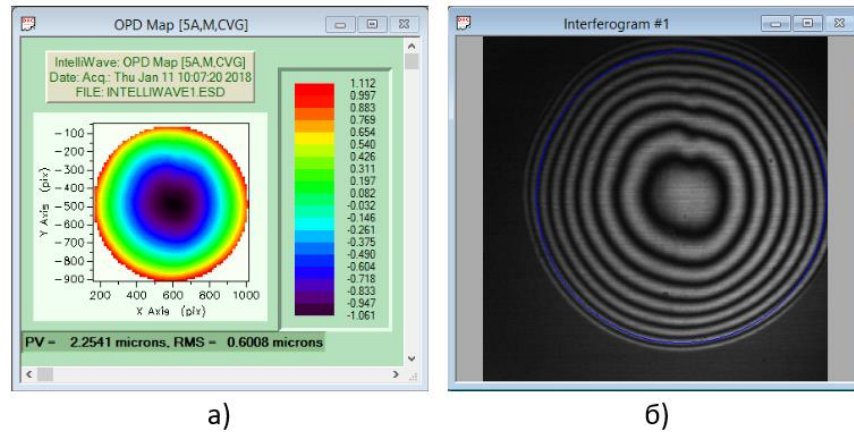 OPD Map [5A,M,CVG]
IntelliWave: OPD Map [5A,M,CVG]
Date: Acq.: Thu Jan 11 10:07:20 2018
FILE: INTELLIWAVE1.ESD
-100
-200
-300
-400
-500
-600
-700
-800
-900
Y Axis (pix)
200 400 600 800 1000
X Axis (pix)
1.112
0.997
0.883
0.769
0.654
0.540
0.426
0.311
0.197
0.082
-0.032
-0.146
-0.261
-0.375
-0.490
-0.604
-0.718
-0.833
-0.947
-1.061
PV = 2.2541 microns, RMS = 0.6008 microns
Interferogram #1
а)
б)